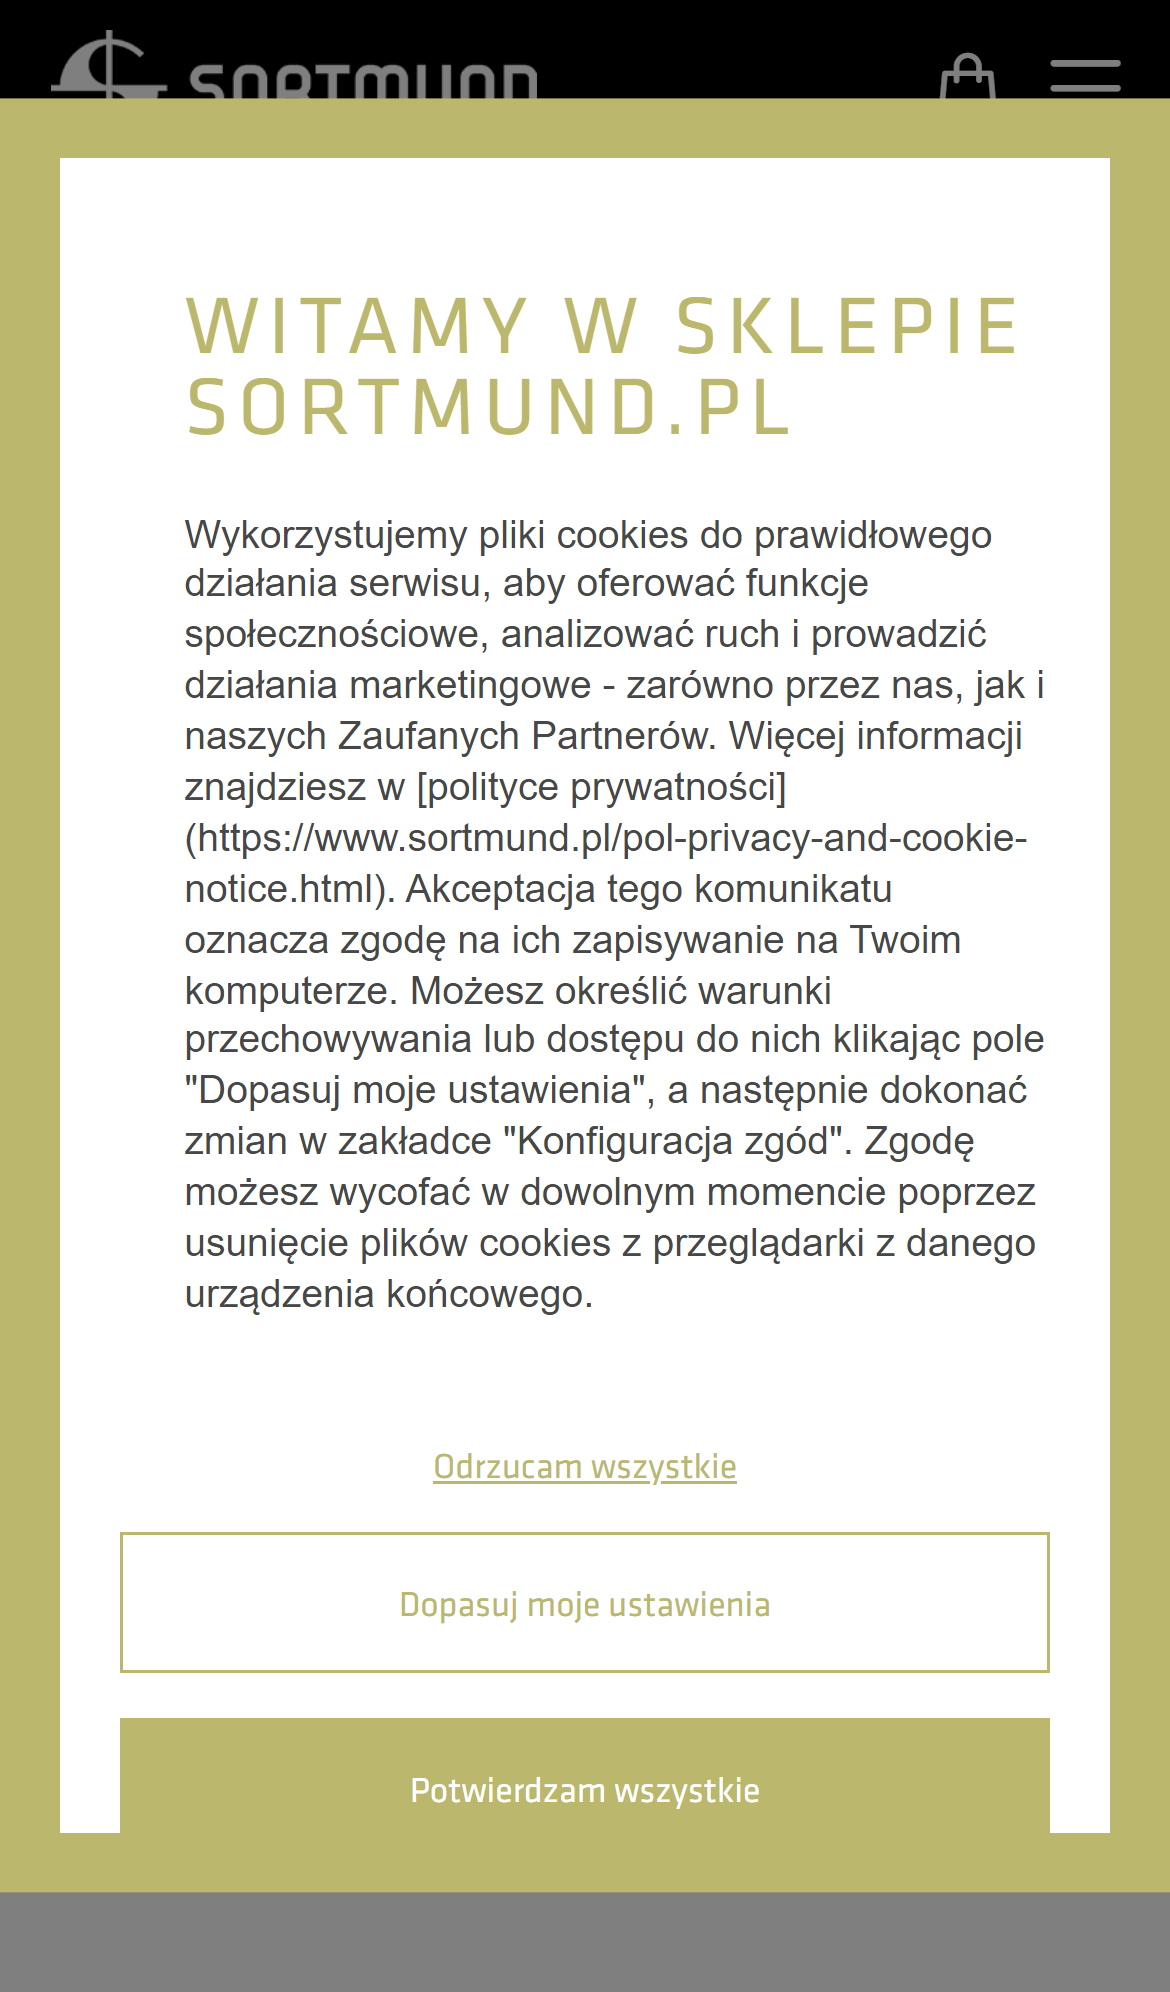 SORTMUND
WITAMY W SKLEPIE
SORTMUND.PL
Wykorzystujemy pliki cookies do prawidłowego
działania serwisu, aby oferować funkcje
społecznościowe, analizować ruch i prowadzić
działania marketingowe - zarówno przez nas, jak i
naszych Zaufanych Partnerów. Więcej informacji
znajdziesz w [polityce prywatności]
(https://www.sortmund.pl/pol-privacy-and-cookie-
notice.html). Akceptacja tego komunikatu
oznacza zgodę na ich zapisywanie na Twoim
komputerze. Możesz określić warunki
przechowywania lub dostępu do nich klikając pole
"Dopasuj moje ustawienia", a następnie dokonać
zmian w zakładce "Konfiguracja zgód". Zgodę
możesz wycofać w dowolnym momencie poprzez
usunięcie plików cookies z przeglądarki z danego
urządzenia końcowego.
Odrzucam wszystkie
Dopasuj moje ustawienia
Potwierdzam wszystkie